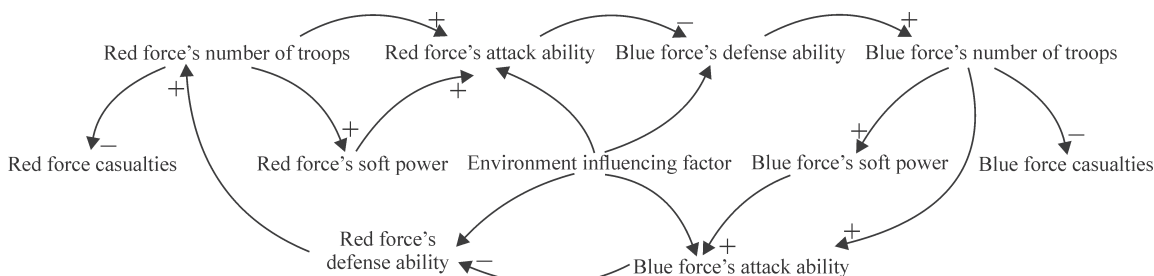 + − +
Red force's number of troops Red force's attack ability Blue force's defense ability Blue force's number of troops
+ +
+ + −
− Red force casualties Red force's soft power Environment influencing factor Blue force's soft power Blue force casualties
Red force's
defense ability
− + +
Blue force's attack ability